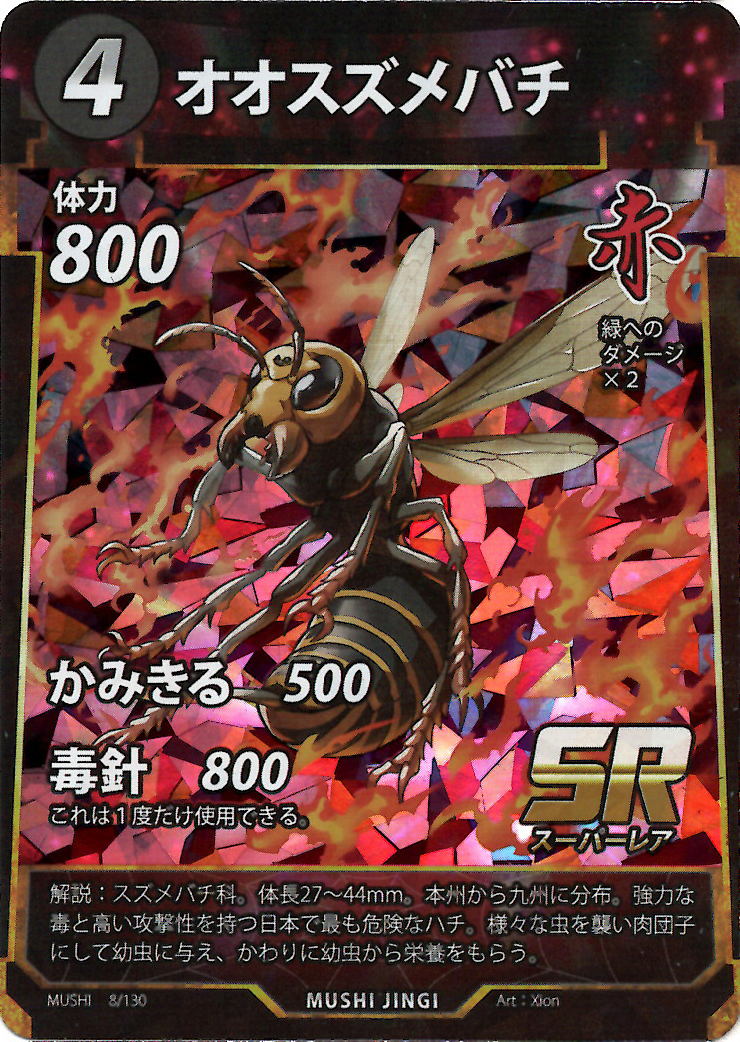 4 オオスズメバチ
体力
800
赤
緑への
ダメージ
×2
かみきる 500
毒針 800
これは1度だけ使用できる。
SR
スーパーレア
解説：スズメバチ科。体長27～44mm。本州から九州に分布。強力な
毒と高い攻撃性を持つ日本で最も危険なハチ。様々な虫を襲い肉団子
にして幼虫に与え、かわりに幼虫から栄養をもらう。
MUSHI 8/130 MUSHI JINGI Art：Xion